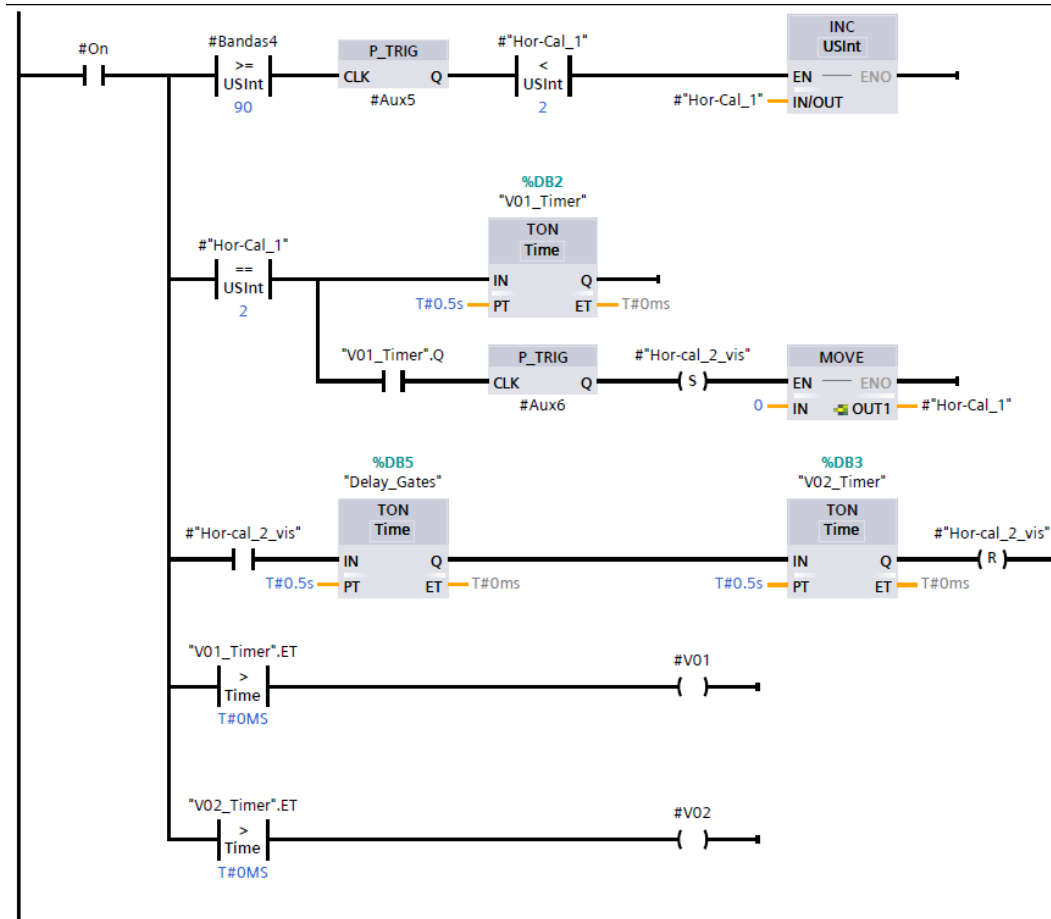 #On
#Bandas4
>=
USInt
90
P_TRIG
CLK Q
#Aux5
#"Hor-Cal_1"
<
USInt
2
INC
USInt
EN ENO
#"Hor-Cal_1" IN/OUT
#"Hor-Cal_1"
==
USInt
2
%DB2
"V01_Timer"
TON
Time
IN Q
T#0.5s PT ET T#0ms
"V01_Timer".Q
P_TRIG
CLK Q
#Aux6
#"Hor-cal_2_vis"
S
MOVE
EN ENO
0 IN OUT1 #"Hor-Cal_1"
#"Hor-cal_2_vis"
%DB5
"Delay_Gates"
TON
Time
IN Q
T#0.5s PT ET T#0ms
%DB3
"V02_Timer"
TON
Time
IN Q
T#0.5s PT ET T#0ms
#"Hor-cal_2_vis"
R
"V01_Timer".ET
>
Time
T#0MS
#V01
"V02_Timer".ET
>
Time
T#0MS
#V02